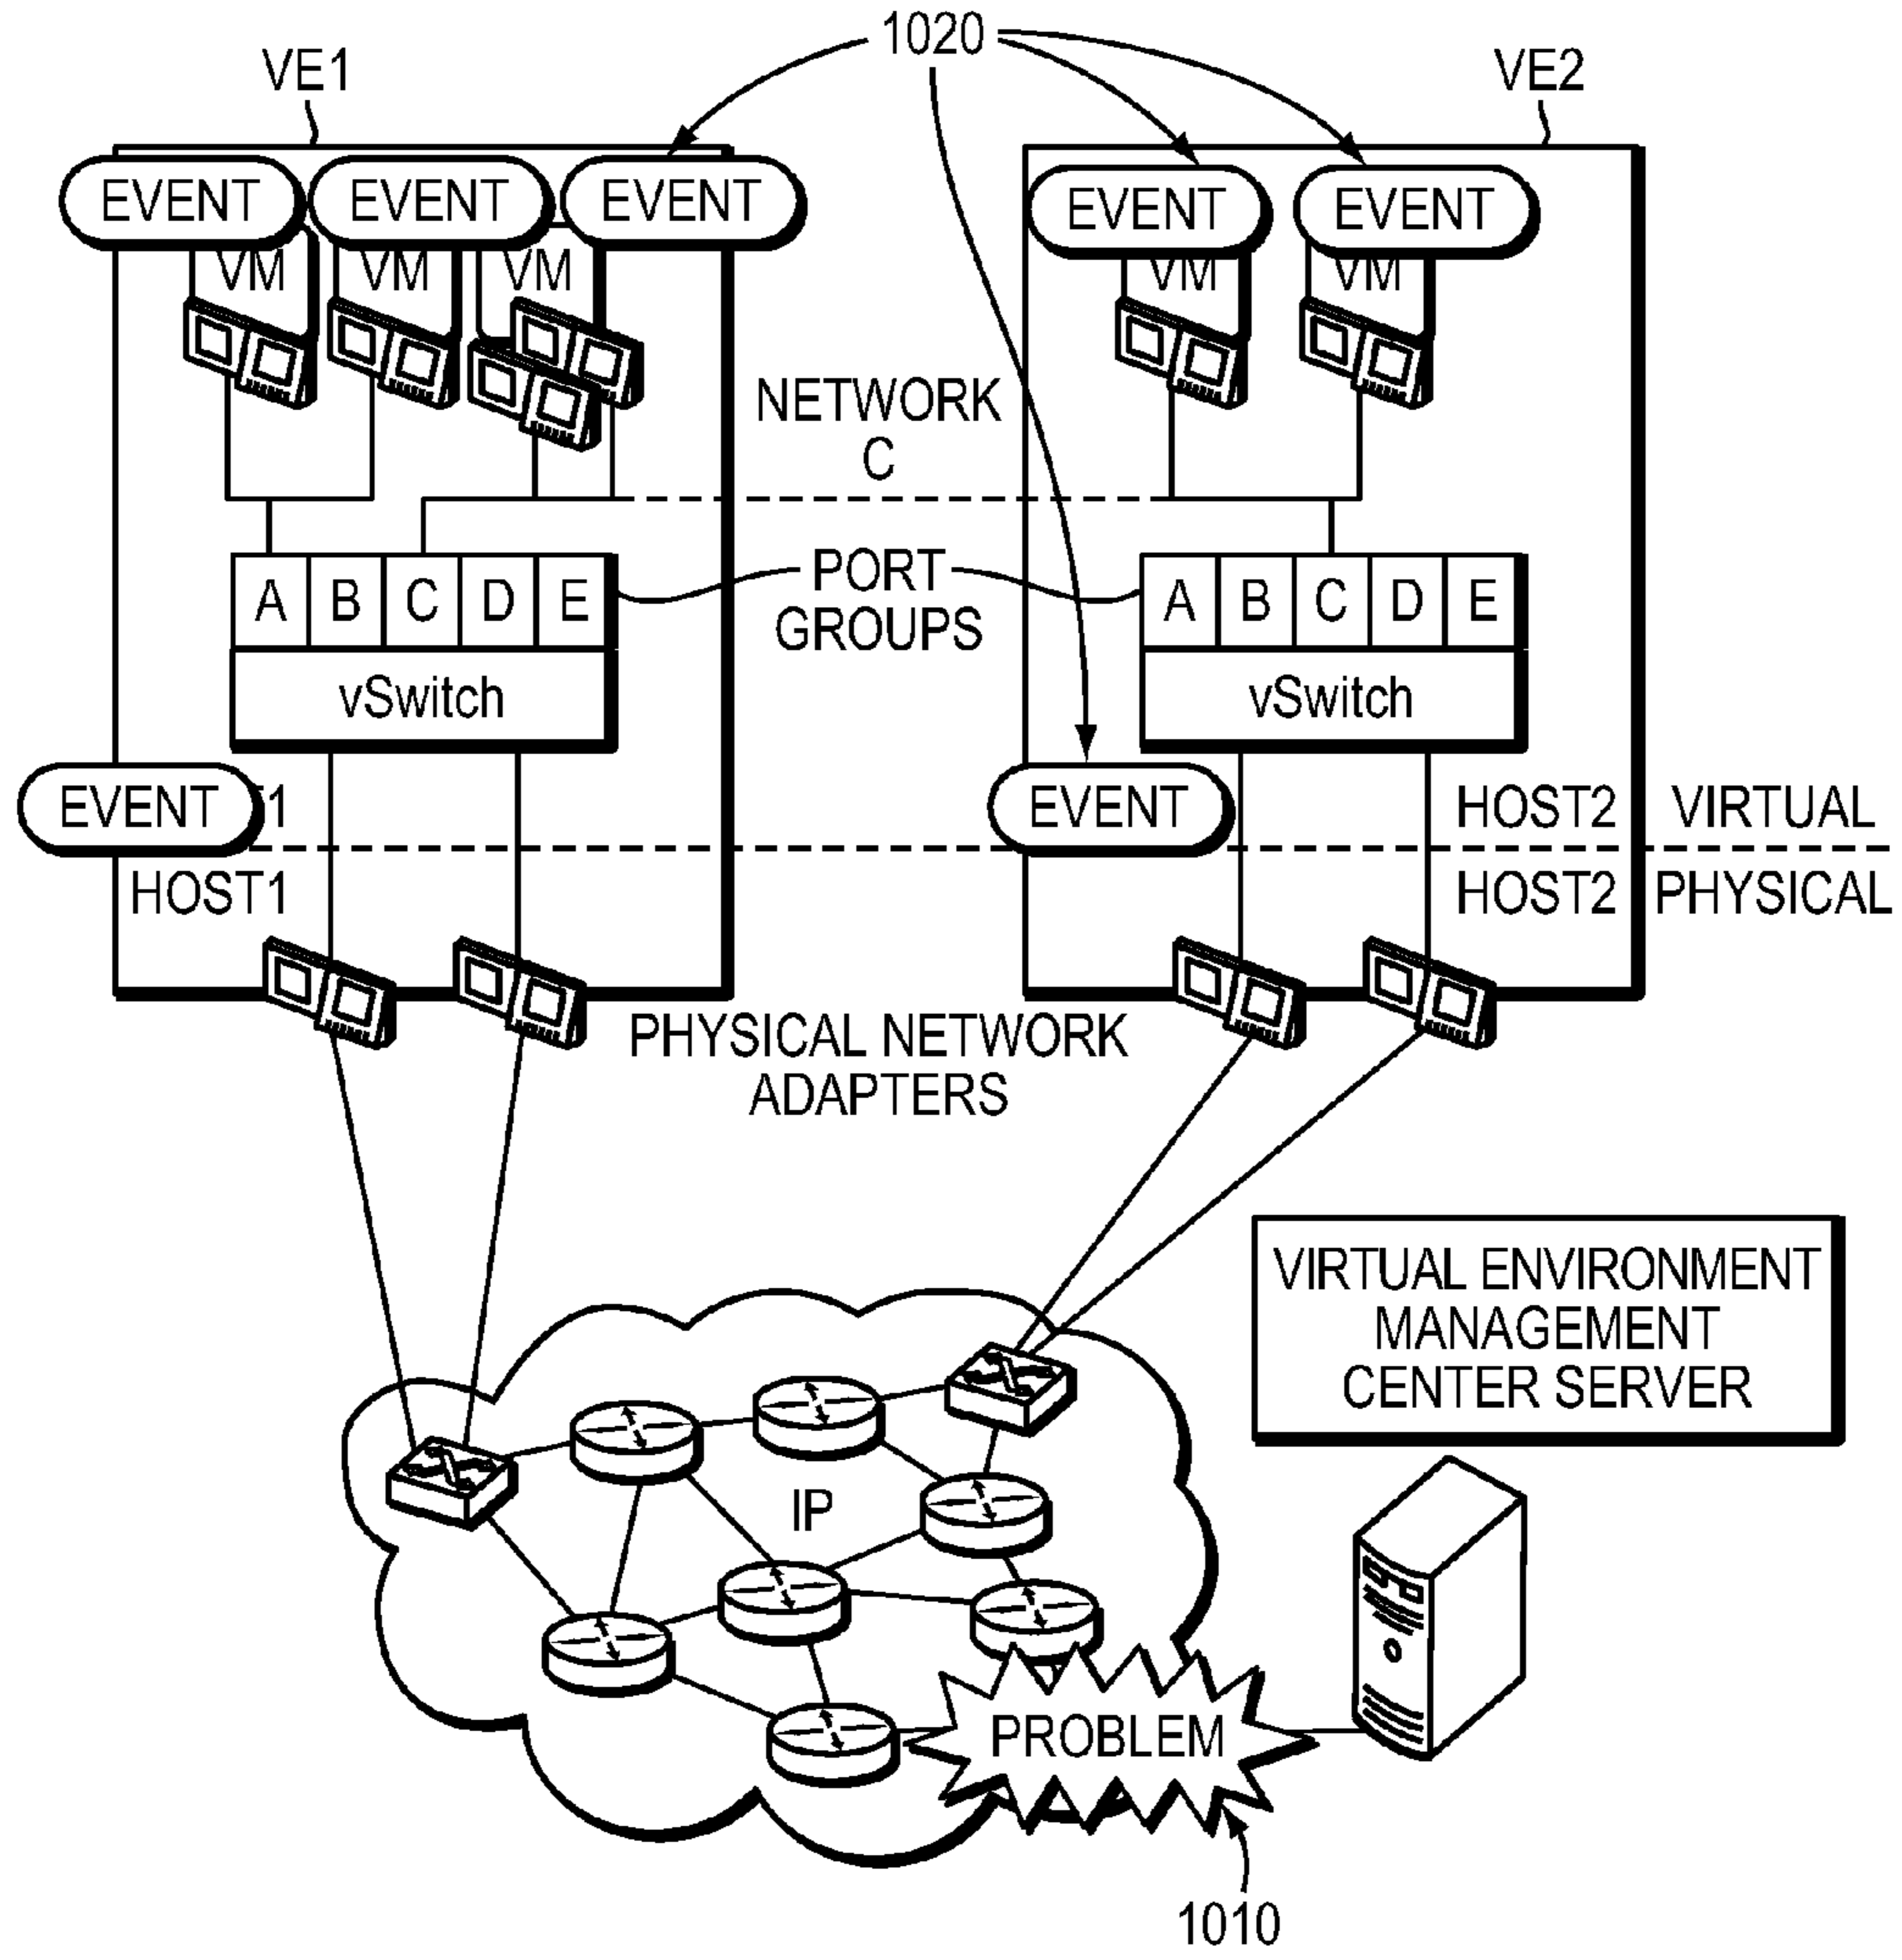 1020
VE1
VE2
EVENT
EVENT
EVENT
EVENT
EVENT
VM
VM
VM
VM
VM
NETWORK
C
PORT
GROUPS
A B C D E
A B C D E
vSwitch
vSwitch
EVENT
1
EVENT
HOST2
VIRTUAL
HOST1
HOST2
PHYSICAL
PHYSICAL NETWORK
ADAPTERS
VIRTUAL ENVIRONMENT
MANAGEMENT
CENTER SERVER
IP
PROBLEM
1010